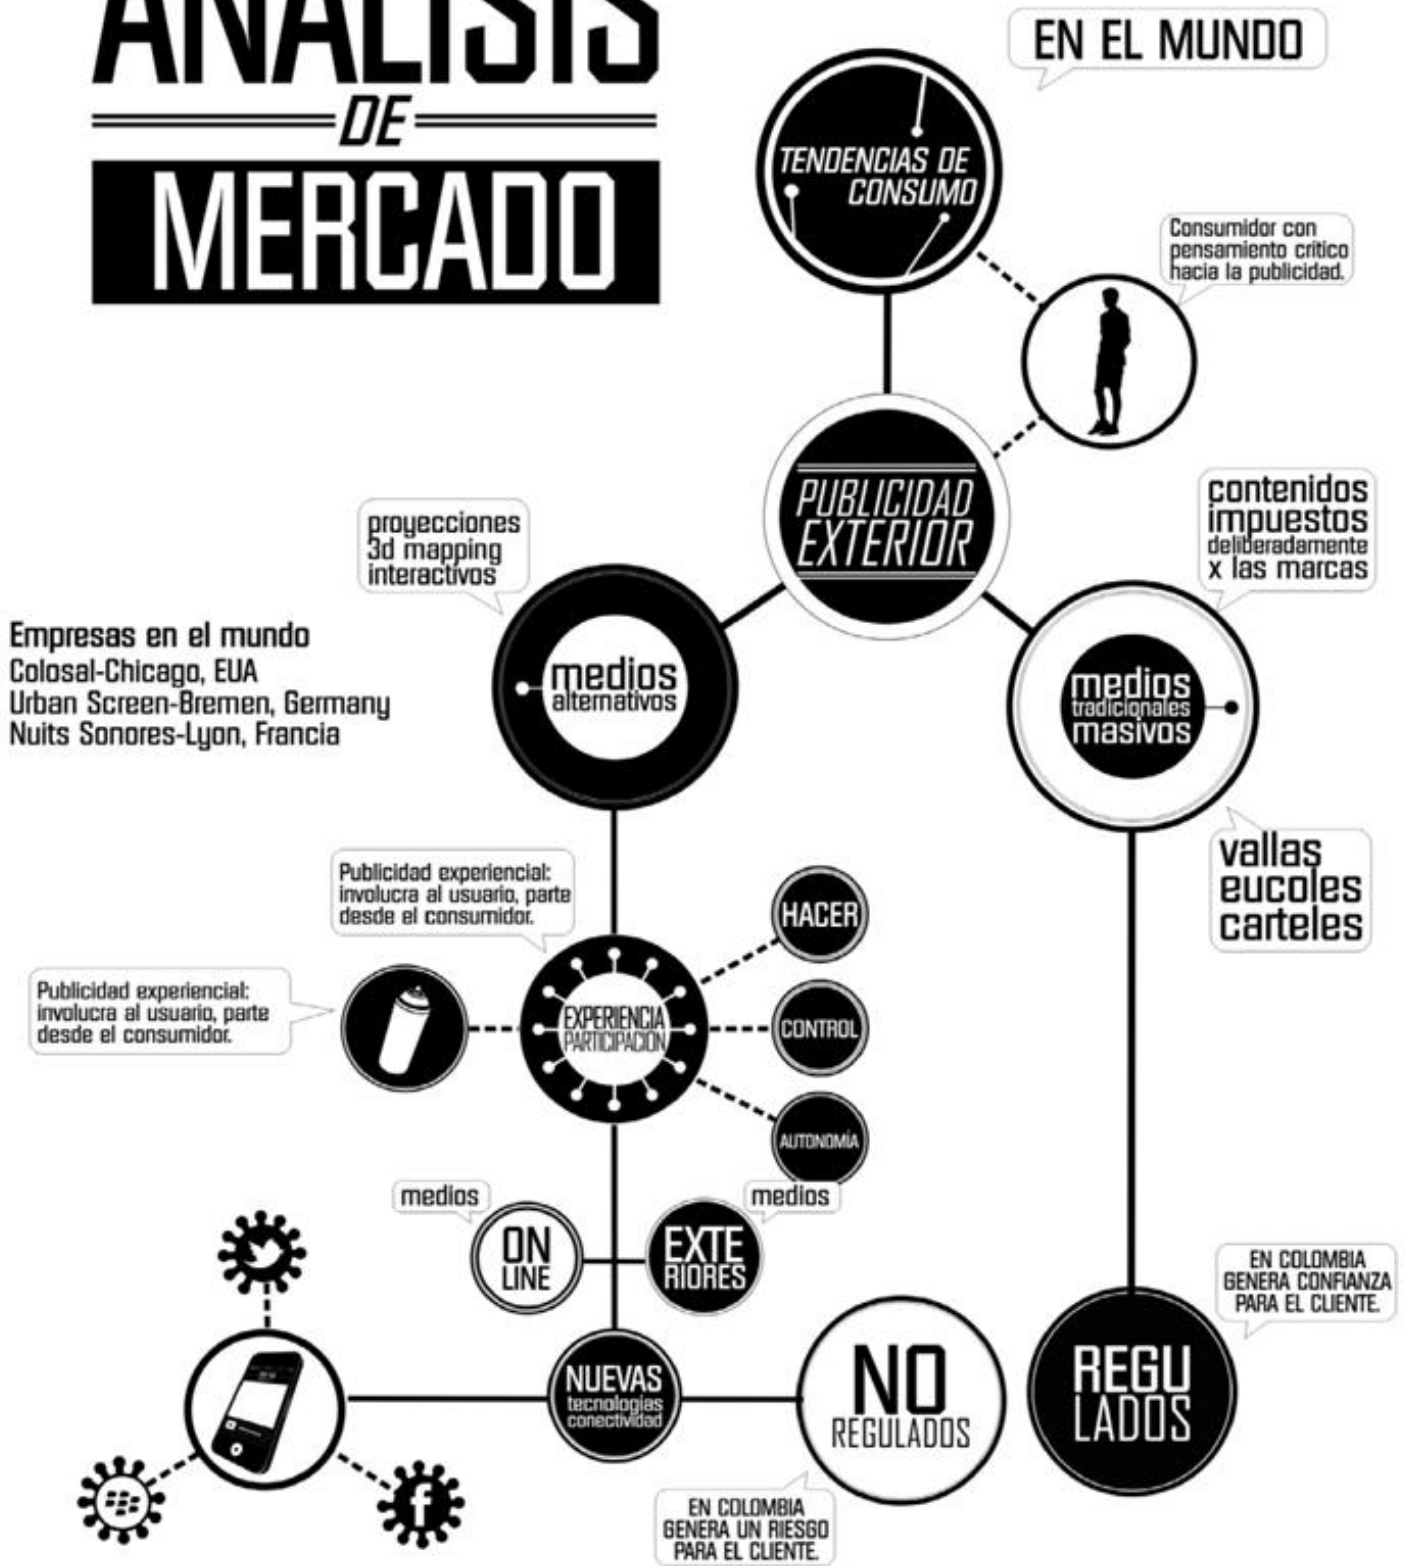 ANÁLISIS
DE
MERCADO
EN EL MUNDO
TENDENCIAS DE
CONSUMO
Consumidor con
pensamiento crítico
hacia la publicidad.
PUBLICIDAD
EXTERIOR
contenidos
impuestos
deliberadamente
x las marcas
proyecciones
3d mapping
interactivos
Empresas en el mundo
Colosal-Chicago, EUA
Urban Screen-Bremen, Germany
Nuits Sonores-Lyon, Francia
medios
alternativos
medios
tradicionales
masivos
vallas
eucoles
carteles
Publicidad experiencial:
involucra al usuario, parte
desde el consumidor.
HACER
Publicidad experiencial:
involucra al usuario, parte
desde el consumidor.
EXPERIENCIA
PARTICIPACIÓN
CONTROL
AUTONOMÍA
medios
ON
LINE
medios
EXTE
RIORES
EN COLOMBIA
GENERA CONFIANZA
PARA EL CLIENTE.
NUEVAS
tecnologías
conectividad
NO
REGULADOS
REGU
LADOS
f
EN COLOMBIA
GENERA UN RIESGO
PARA EL CLIENTE.